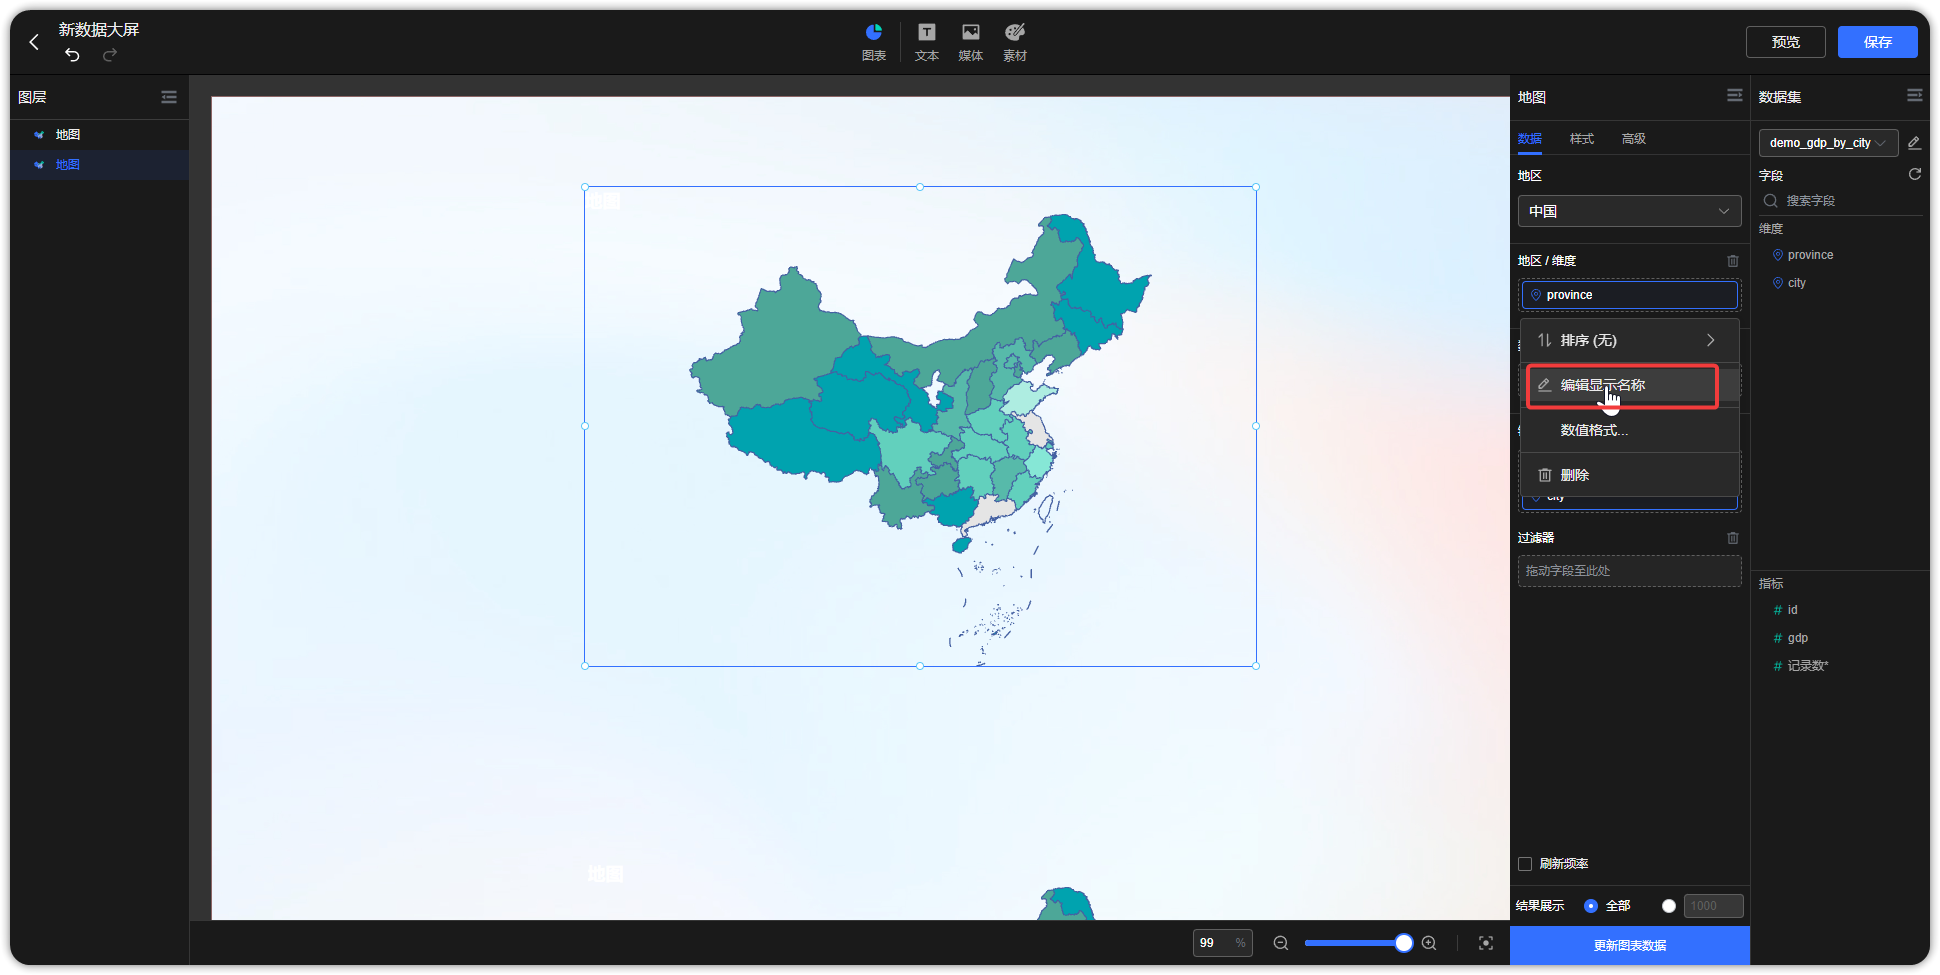 新数据大屏
图表
文本
媒体
素材
预览
保存
图层
地图
地图
地图
地图
地图
数据
样式
高级
地区
中国
地区 / 维度
province
排序 (无)
编辑显示名称
数值格式...
删除
city
过滤器
拖动字段至此处
刷新频率
结果展示
全部
1000
更新图表数据
数据集
demo_gdp_by_city
字段
搜索字段
维度
province
city
指标
# id
# gdp
# 记录数*
99 %